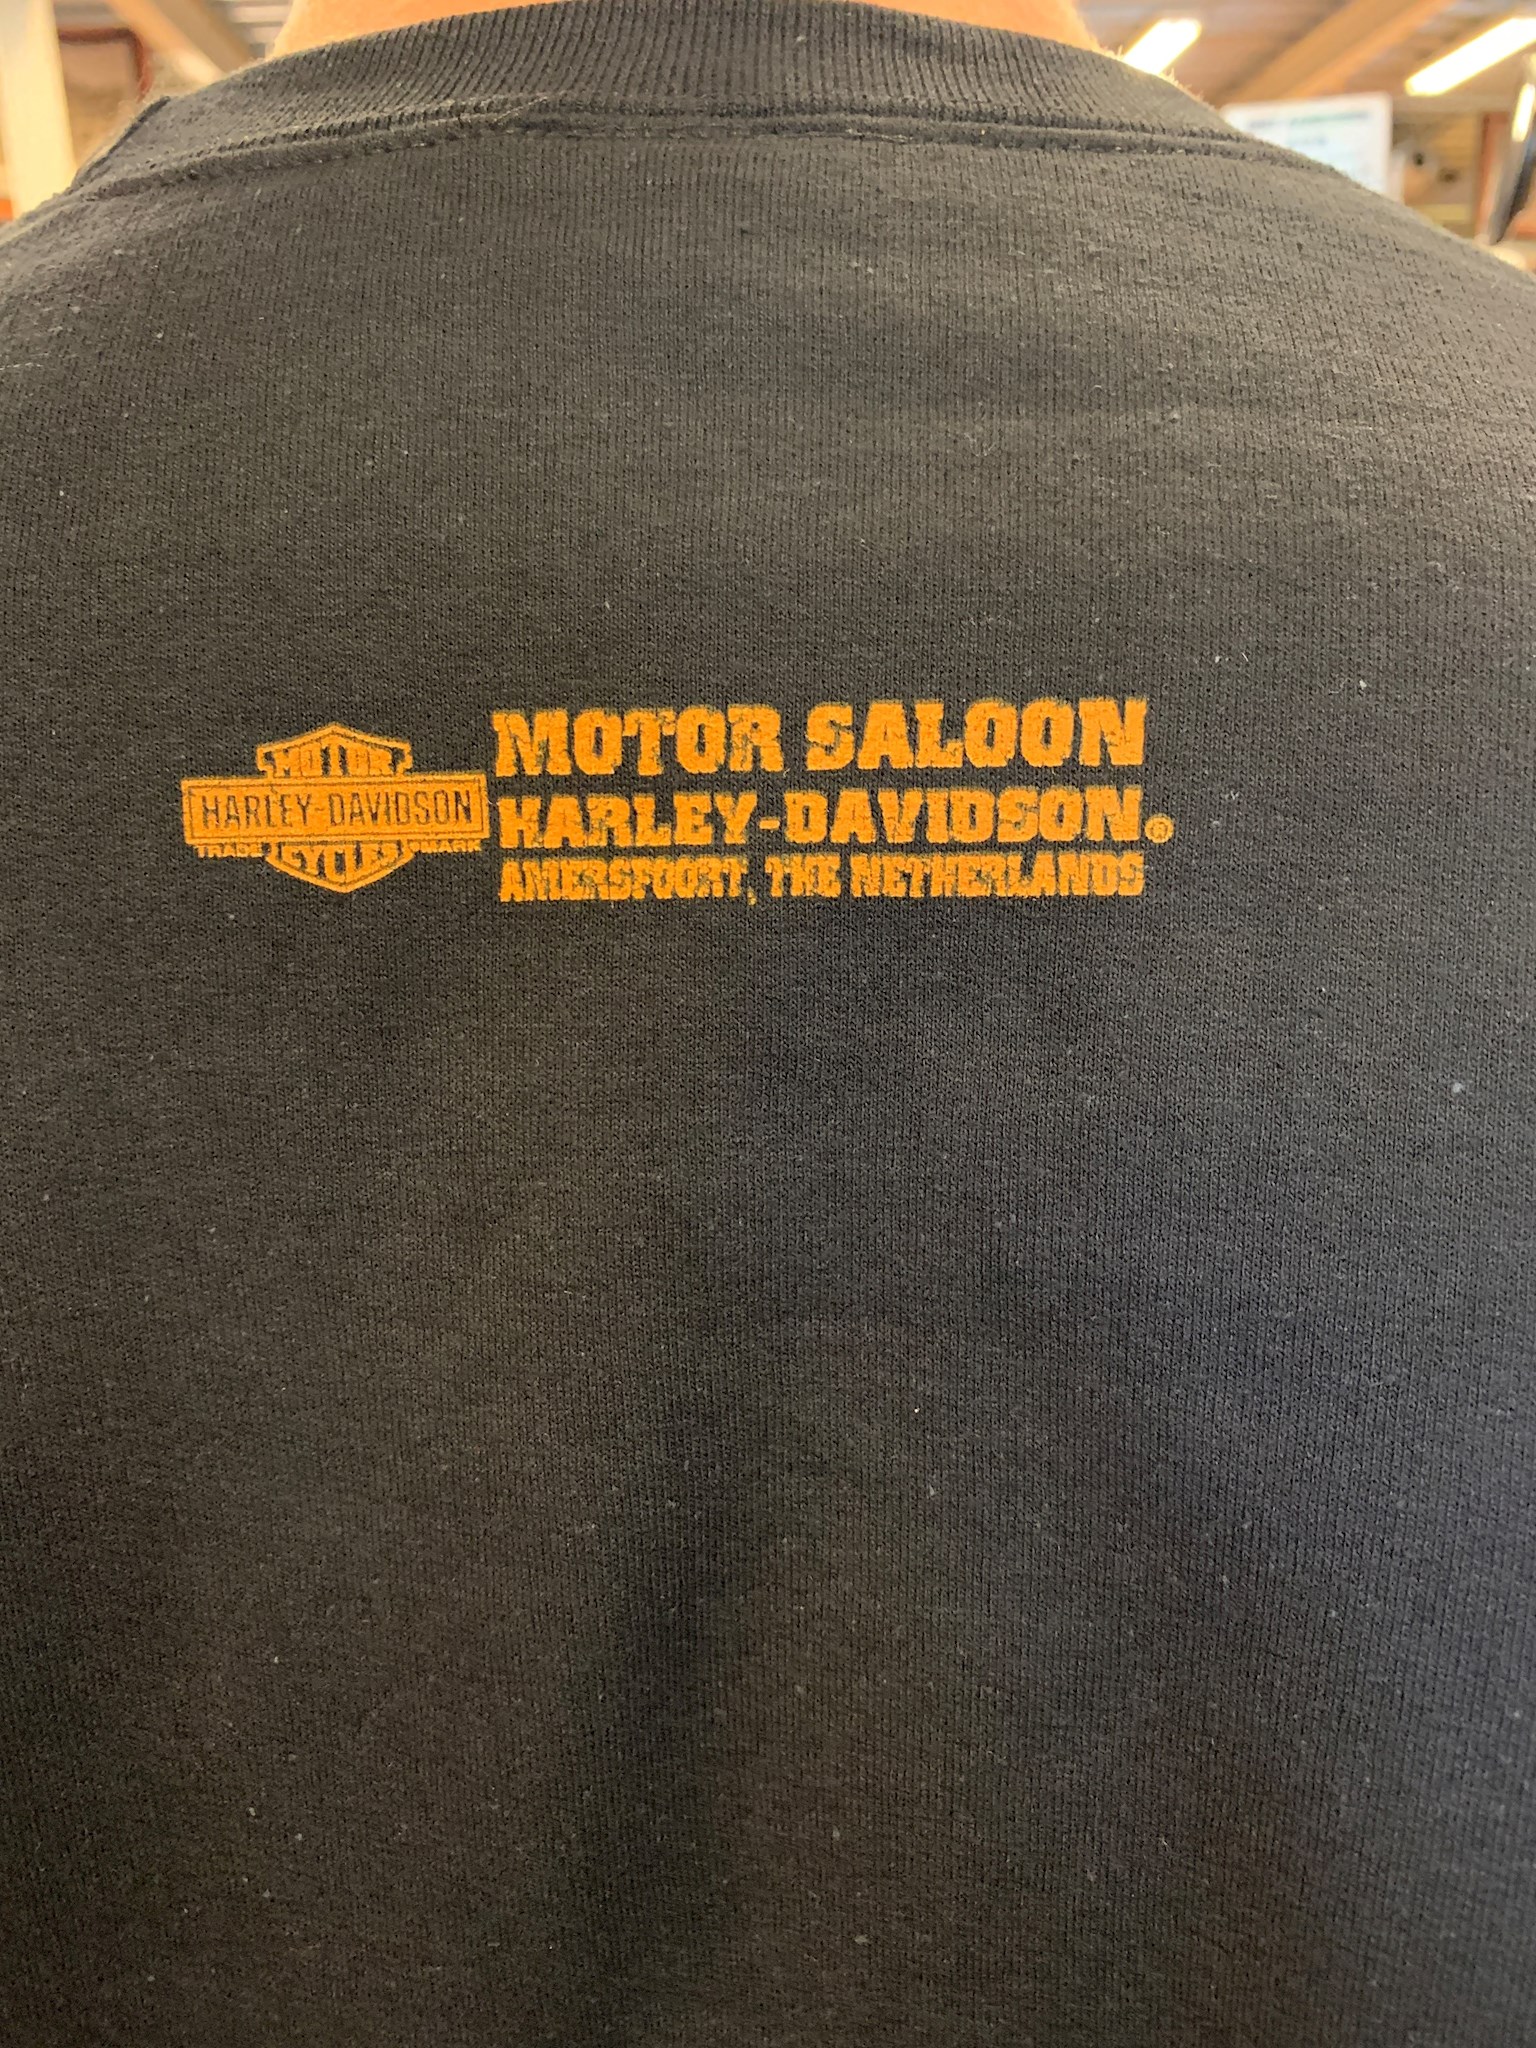 MOTOR
HARLEY-DAVIDSON
TRADE CYCLES MARK
MOTOR SALOON
HARLEY-DAVIDSON®
AMERSFOORT, THE NETHERLANDS